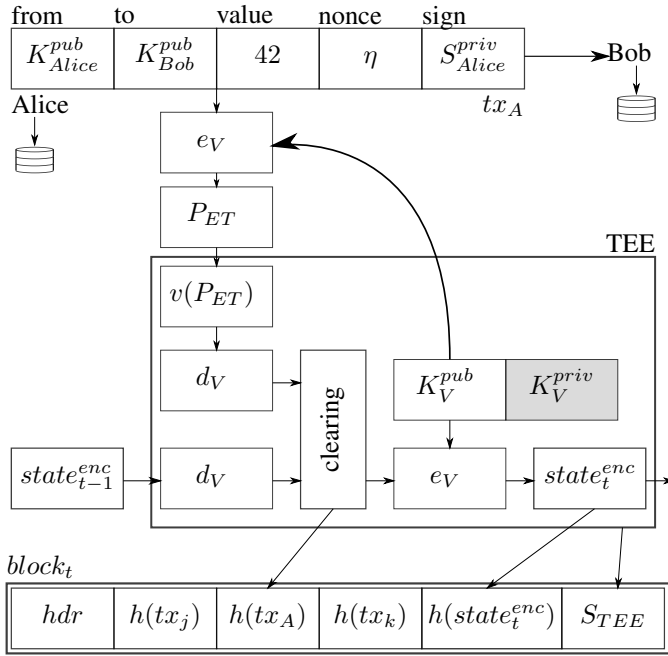 from to value nonce sign
K_{Alice}^{pub} K_{Bob}^{pub} 42 η S_{Alice}^{priv} Bob
Alice tx_A
e_V
P_{ET}
TEE
v(P_{ET})
d_V clearing K_V^{pub} K_V^{priv}
state_{t-1}^{enc} d_V e_V state_t^{enc}
block_t
hdr h(tx_j) h(tx_A) h(tx_k) h(state_t^{enc}) S_{TEE}